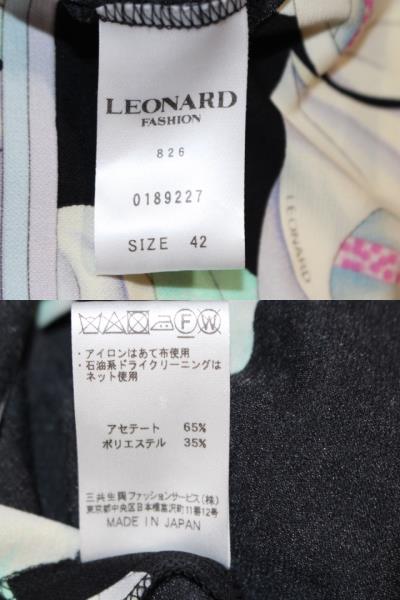 LEONARD
FASHION
826
0189227
SIZE 42
LEONARD
F W
・アイロンはあて布使用
・石油系ドライクリーニングは
ネット使用
アセテート 65%
ポリエステル 35%
三共生興ファッションサービス(株)
東京都中央区日本橋富沢町11番12号
MADE IN JAPAN